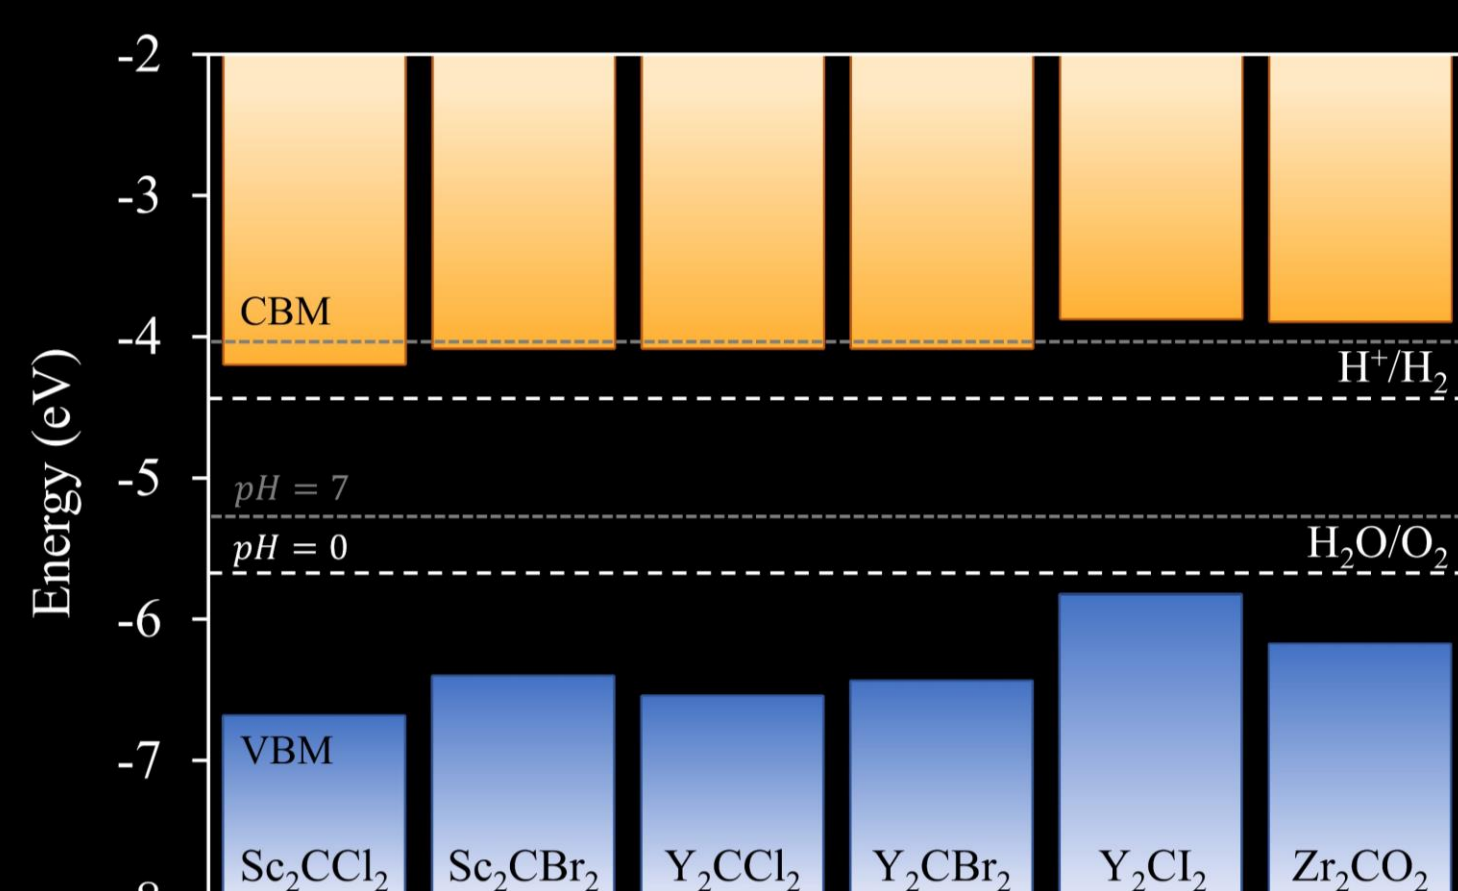 -2
-3
CBM
-4
H⁺/H₂
Energy (eV)
-5
pH = 7
H₂O/O₂
pH = 0
-6
VBM
-7
Sc₂CCl₂ Sc₂CBr₂ Y₂CCl₂ Y₂CBr₂ Y₂CI₂ Zr₂CO₂